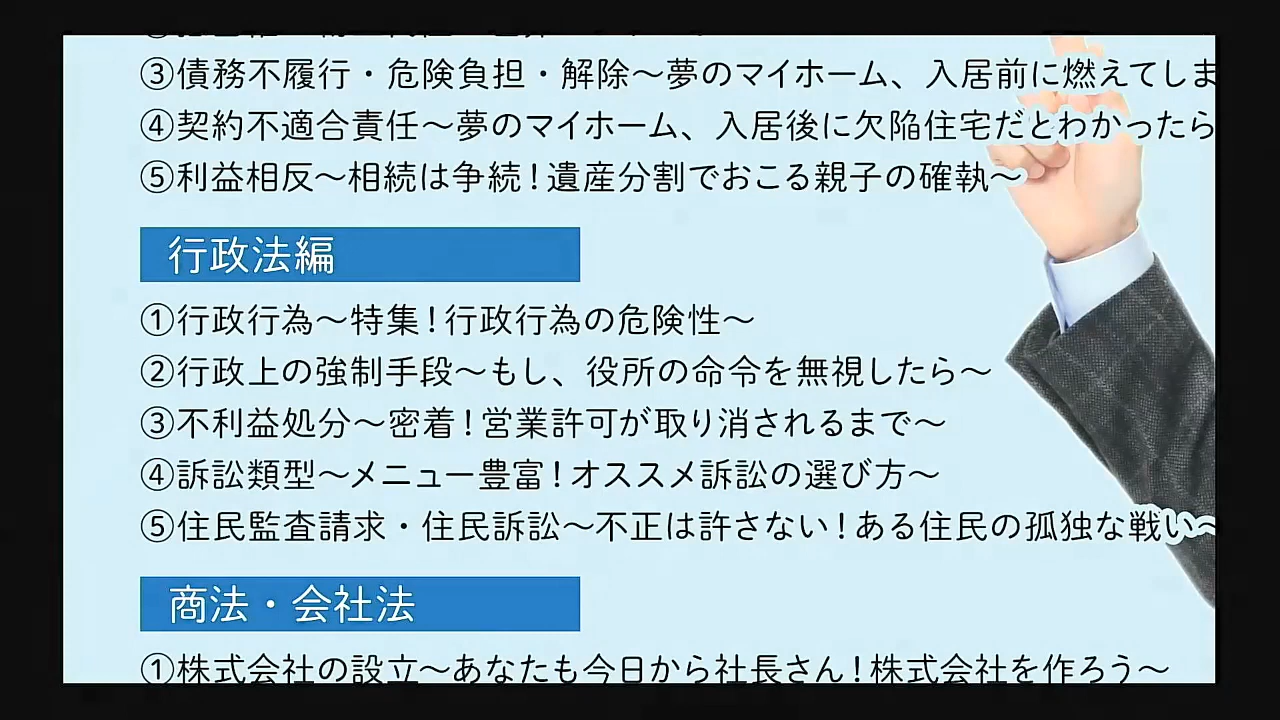 ③債務不履行・危険負担・解除～夢のマイホーム、入居前に燃えてしま
④契約不適合責任～夢のマイホーム、入居後に欠陥住宅だとわかったら
⑤利益相反～相続は争続！遺産分割でおこる親子の確執～
行政法編
①行政行為～特集！行政行為の危険性～
②行政上の強制手段～もし、役所の命令を無視したら～
③不利益処分～密着！営業許可が取り消されるまで～
④訴訟類型～メニュー豊富！オススメ訴訟の選び方～
⑤住民監査請求・住民訴訟～不正は許さない！ある住民の孤独な戦い～
商法・会社法
①株式会社の設立～あなたも今日から社長さん！株式会社を作ろう～